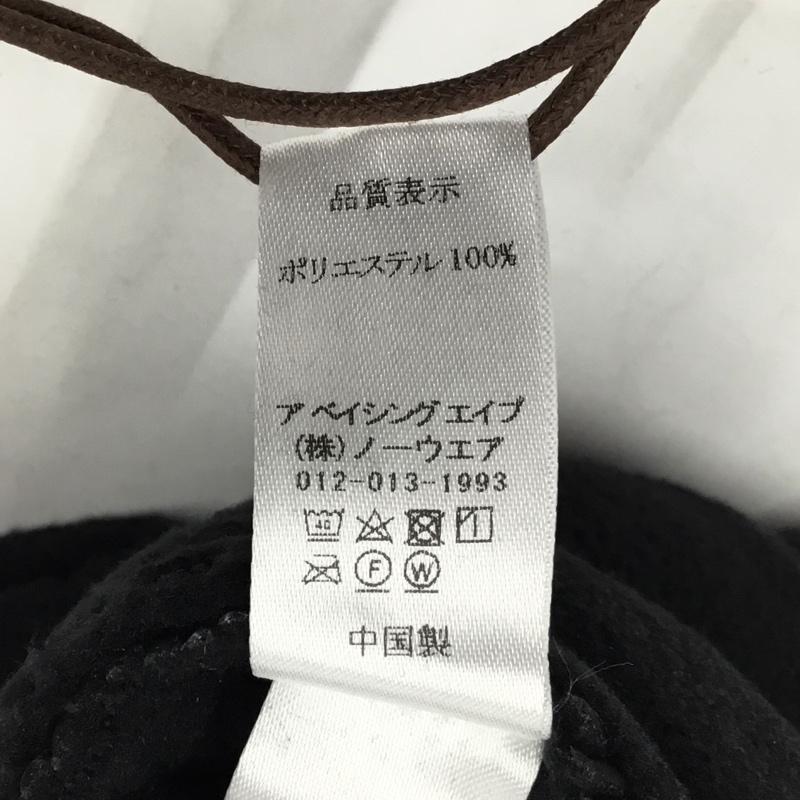 品質表示
ポリエステル 100%
ア ベイシング エイプ
(株)ノーウエア
012-013-1993
40
F W
中国製